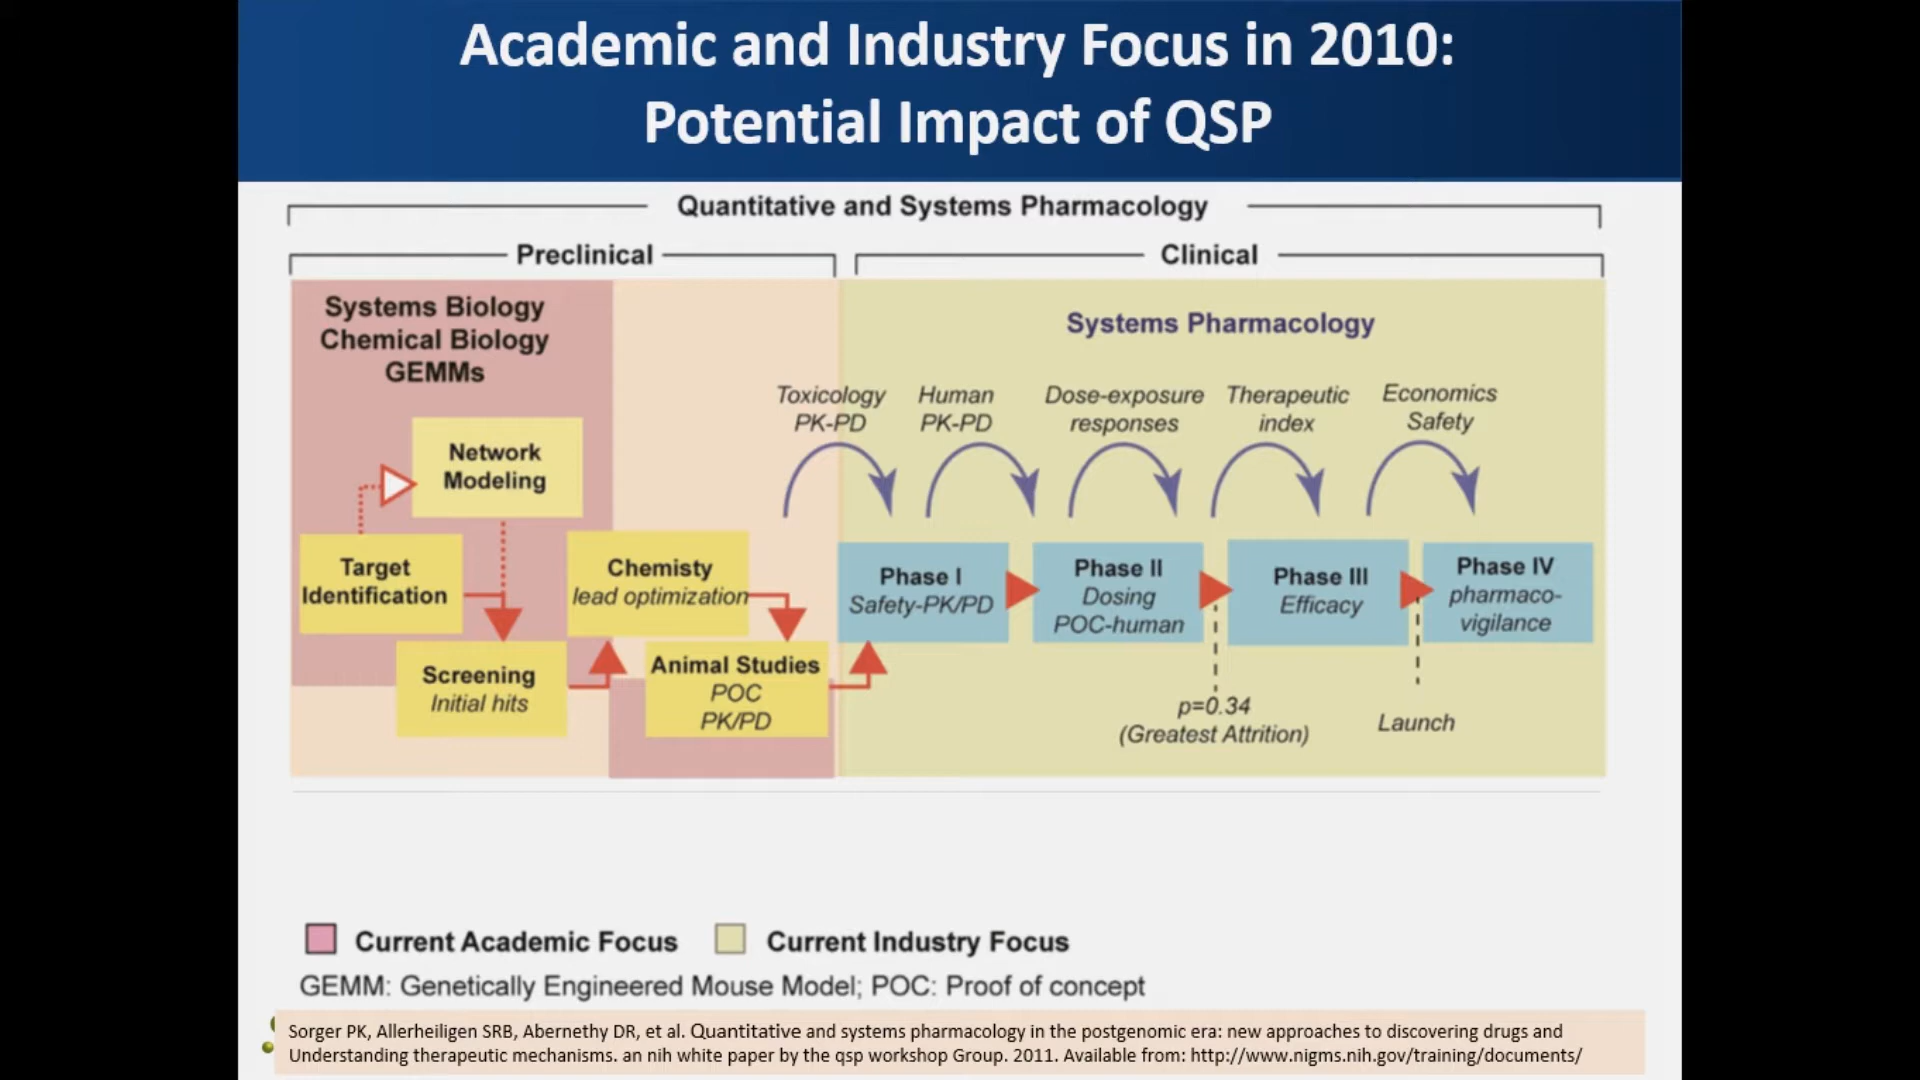 Academic and Industry Focus in 2010:
Potential Impact of QSP
Quantitative and Systems Pharmacology
Preclinical
Clinical
Systems Biology
Chemical Biology
GEMMs
Systems Pharmacology
Toxicology
PK-PD
Human
PK-PD
Dose-exposure
responses
Therapeutic
index
Economics
Safety
Network
Modeling
Target
Identification
Screening
Initial hits
Chemisty
lead optimization
Animal Studies
POC
PK/PD
Phase I
Safety-PK/PD
Phase II
Dosing
POC-human
Phase III
Efficacy
Phase IV
pharmaco-
vigilance
p=0.34
(Greatest Attrition)
Launch
Current Academic Focus
Current Industry Focus
GEMM: Genetically Engineered Mouse Model; POC: Proof of concept
Sorger PK, Allerheiligen SRB, Abernethy DR, et al. Quantitative and systems pharmacology in the postgenomic era: new approaches to discovering drugs and
Understanding therapeutic mechanisms. an nih white paper by the qsp workshop Group. 2011. Available from: http://www.nigms.nih.gov/training/documents/